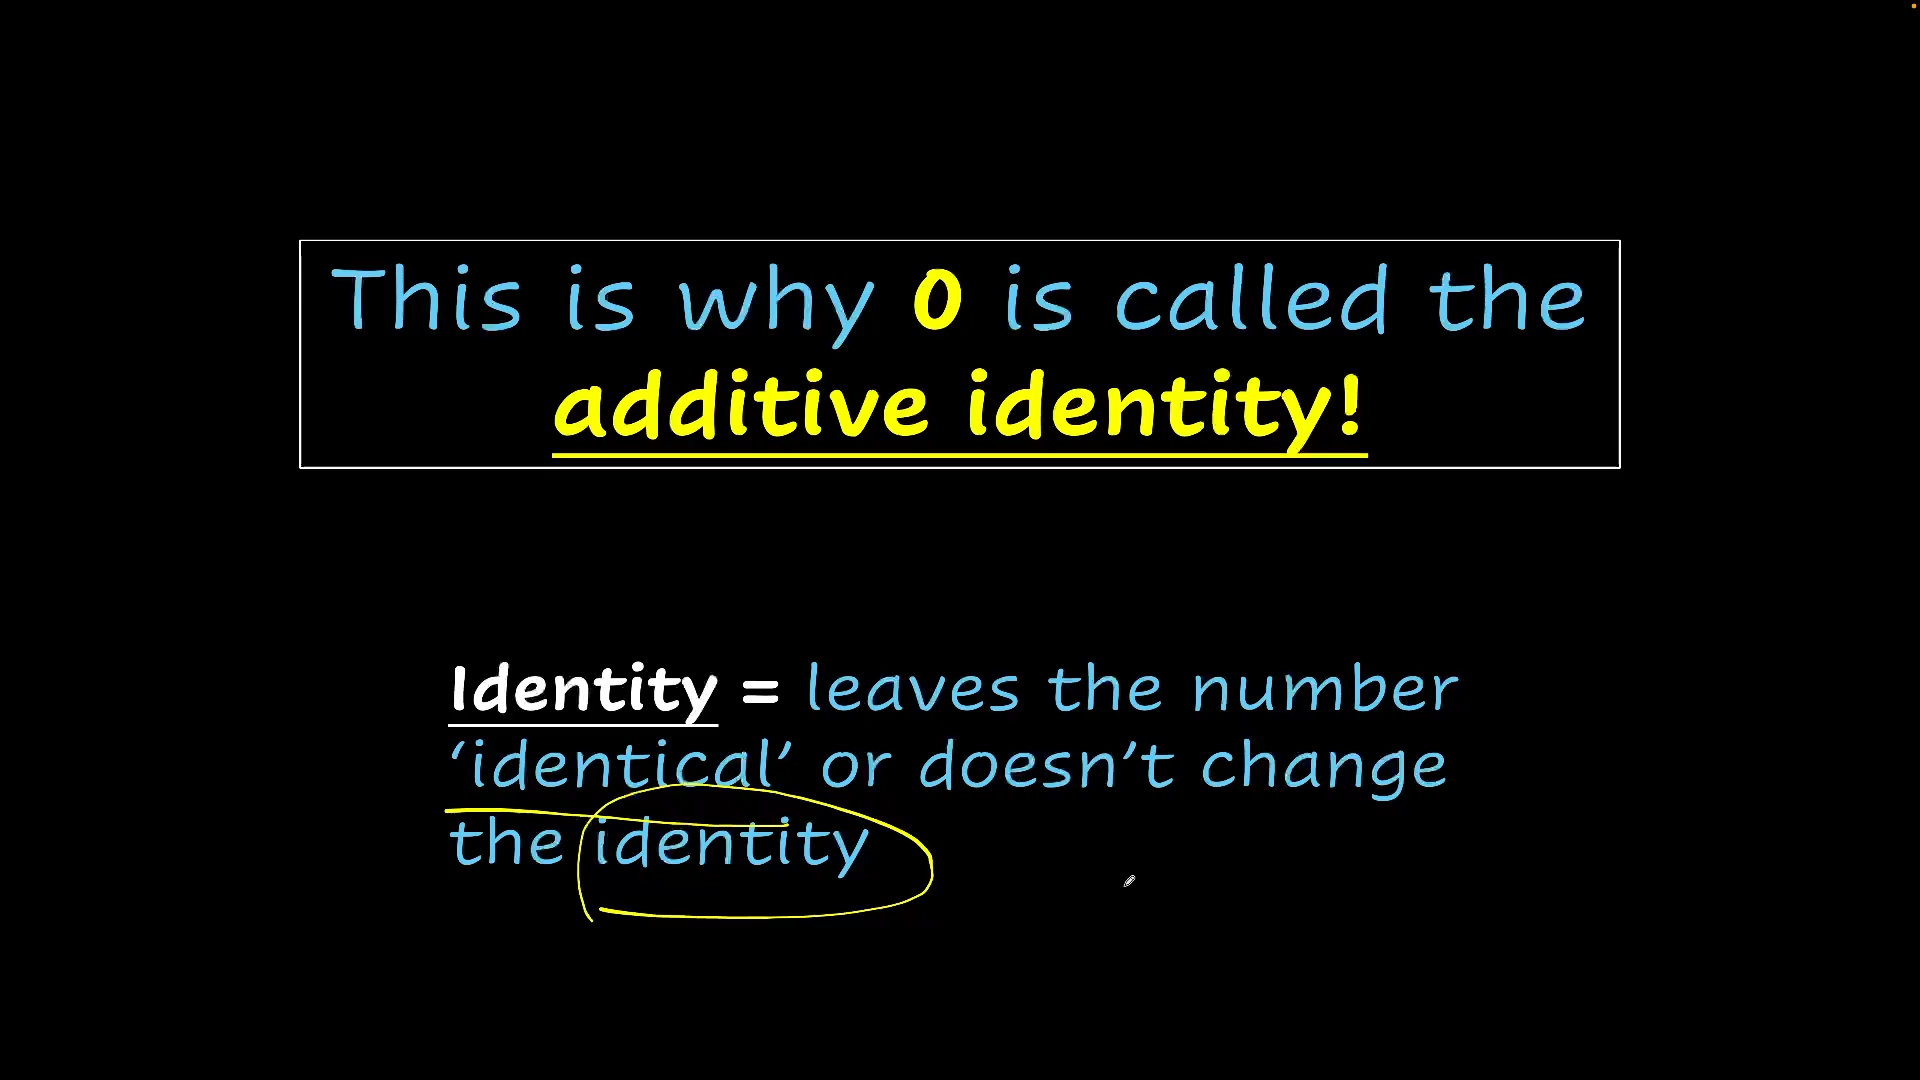 This is why 0 is called the
additive identity!
Identity = leaves the number
‘identical’ or doesn’t change
the identity